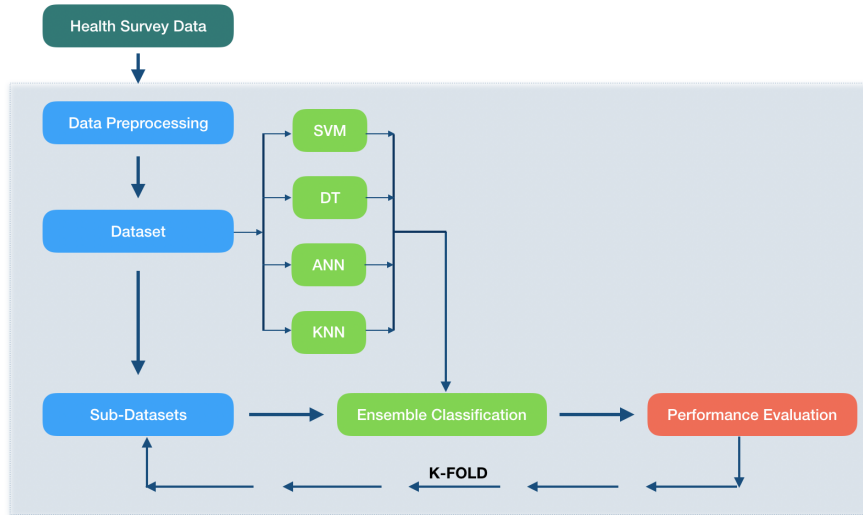 Health Survey Data
Data Preprocessing
SVM
DT
Dataset
ANN
KNN
Sub-Datasets
Ensemble Classification
Performance Evaluation
K-FOLD